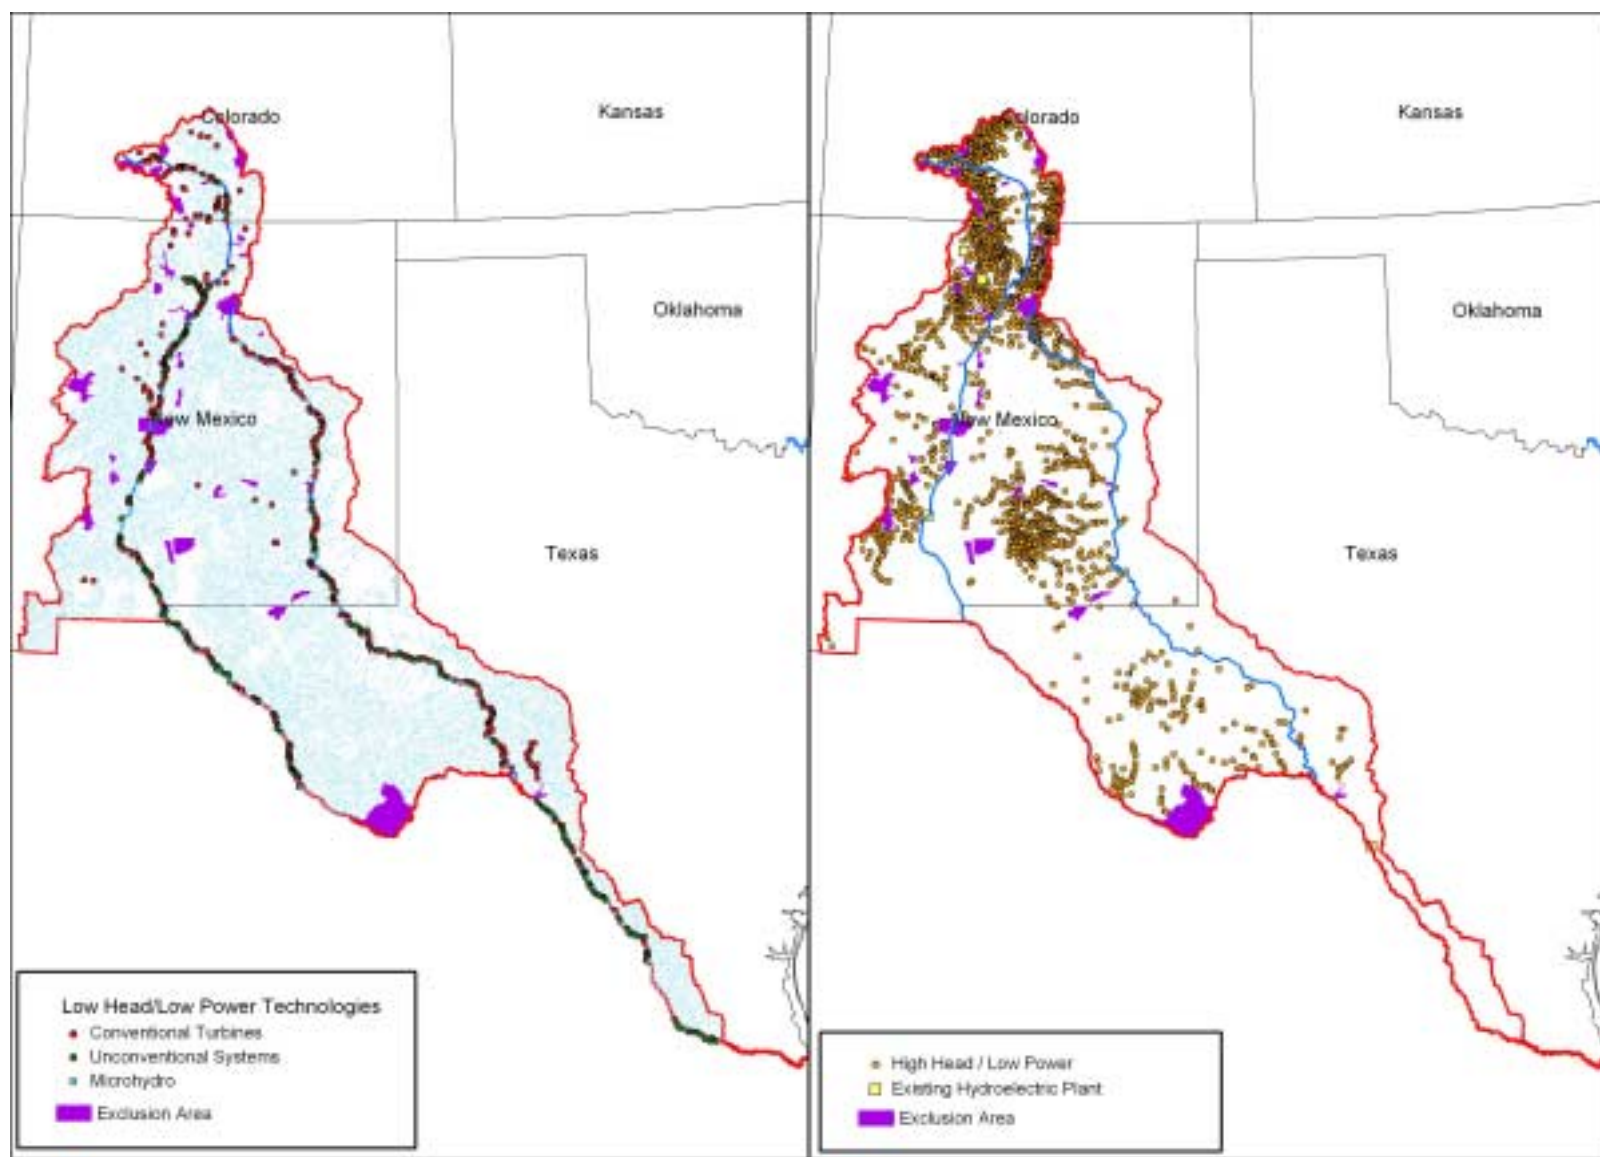 Colorado
Kansas
Oklahoma
New Mexico
Texas
Low Head/Low Power Technologies
Conventional Turbines
Unconventional Systems
Microhydro
Exclusion Area
Colorado
Kansas
Oklahoma
New Mexico
Texas
High Head / Low Power
Existing Hydroelectric Plant
Exclusion Area